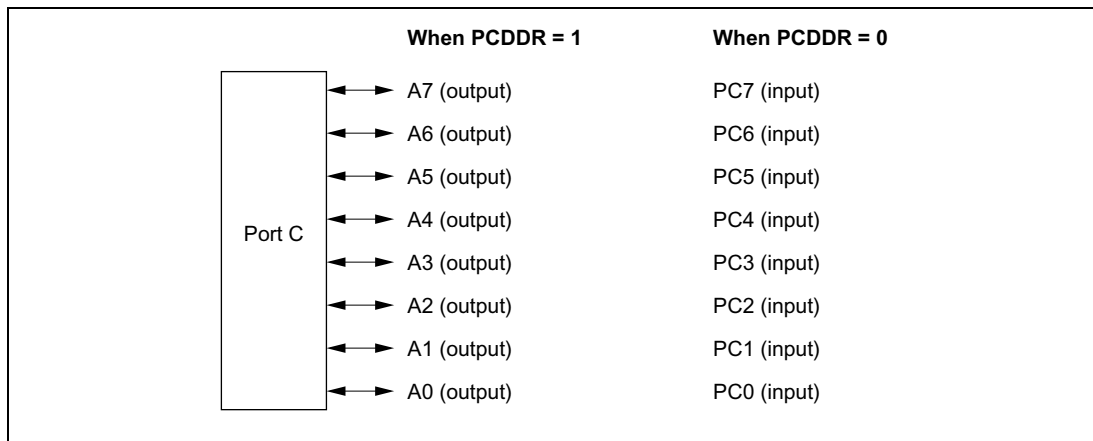 When PCDDR = 1 When PCDDR = 0
A7 (output) PC7 (input)
A6 (output) PC6 (input)
A5 (output) PC5 (input)
A4 (output) PC4 (input)
Port C
A3 (output) PC3 (input)
A2 (output) PC2 (input)
A1 (output) PC1 (input)
A0 (output) PC0 (input)